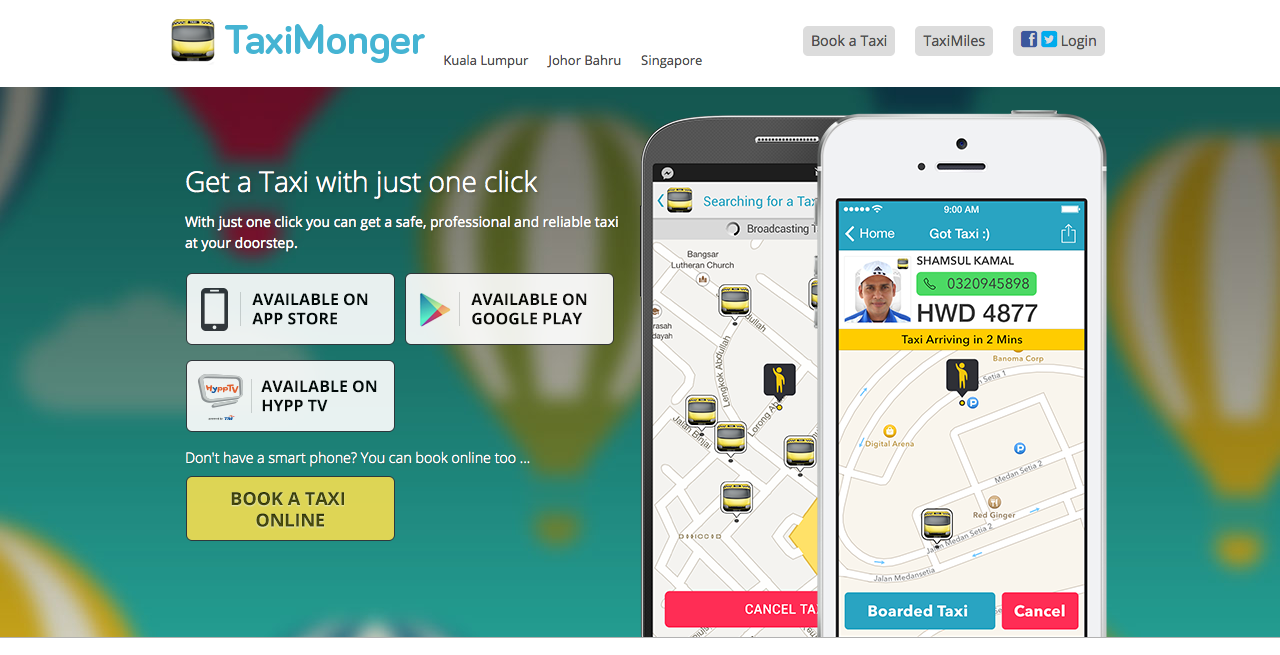 TaxiMonger
Kuala Lumpur Johor Bahru Singapore
Book a Taxi
TaxiMiles
Login
Get a Taxi with just one click
With just one click you can get a safe, professional and reliable taxi
at your doorstep.
AVAILABLE ON
APP STORE
AVAILABLE ON
GOOGLE PLAY
HyppTV
AVAILABLE ON
HYPP TV
Don't have a smart phone? You can book online too ...
BOOK A TAXI
ONLINE
Searching for a Tax
Broadcasting T
Bangsar
Lutheran Church
rasah
dayah
dullah
Lengkok Abdullah
Lorong Ab
Jalan Binjai
CANCEL TA
9:00 AM
Home
Got Taxi :)
SHAMSUL KAMAL
0320945898
HWD 4877
Taxi Arriving in 2 Mins
Banoma Corp
n Setia 1
P
Digital Arena
P
Medan Setia 2
Red Ginger
Jalan Medan Setia 2
Jalan Medansetia
Boarded Taxi
Cancel